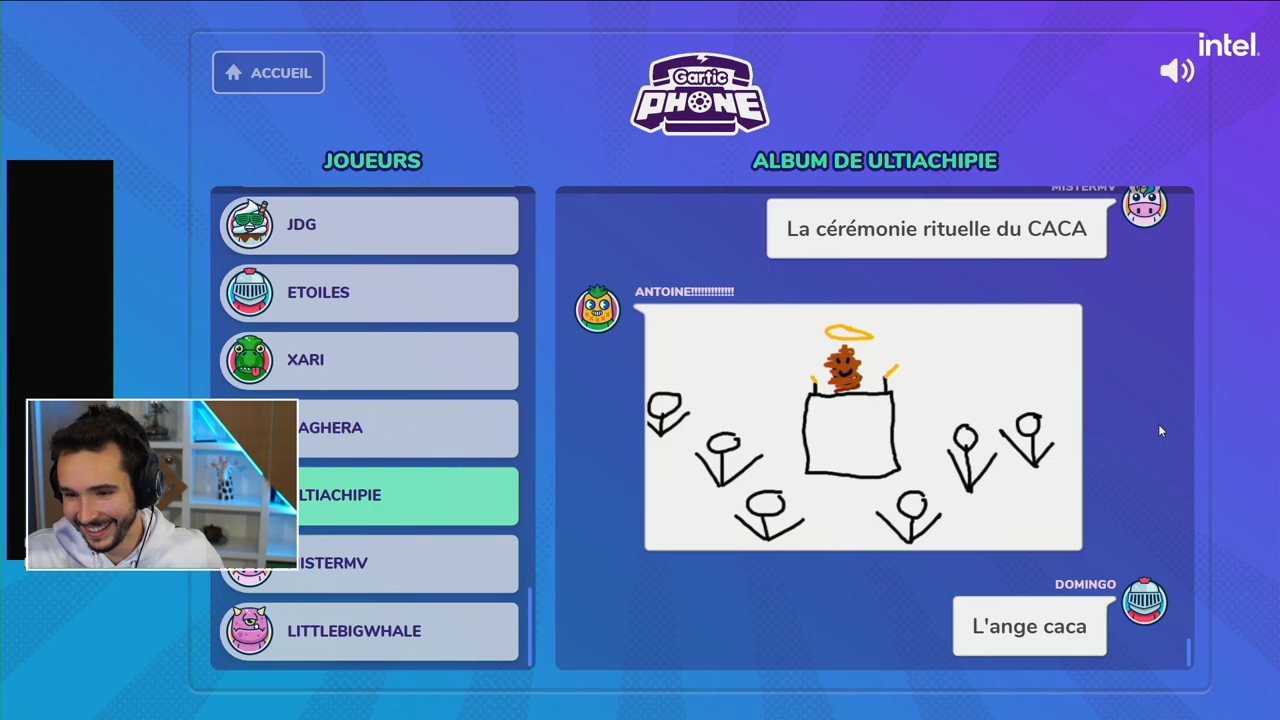 intel.
ACCUEIL
Gartic
PHONE
JOUEURS
JDG
ETOILES
XARI
AGHERA
LTIACHIPIE
ISTERMV
LITTLEBIGWHALE
ALBUM DE ULTIACHIPIE
MISTERMV
La cérémonie rituelle du CACA
ANTOINE!!!!!!!!!!!!!
DOMINGO
L'ange caca